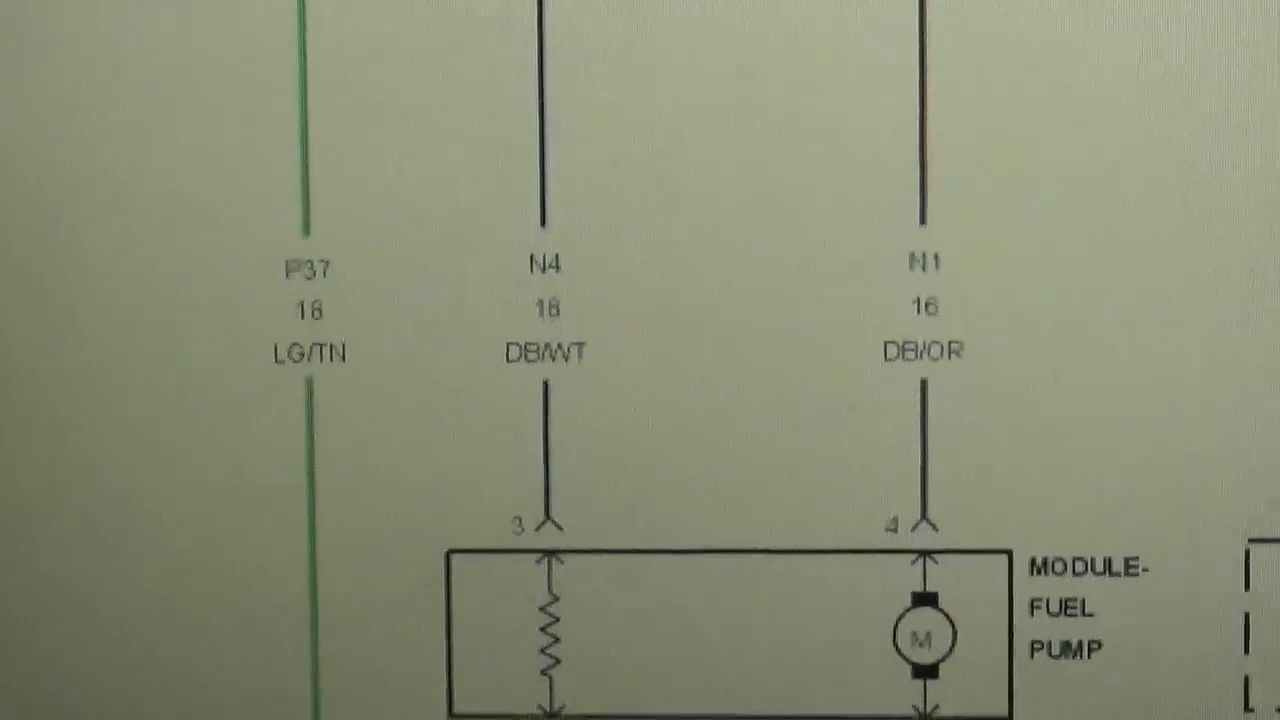 P37
18
LG/TN
N4
18
DB/WT
N1
16
DB/OR
3
4
MODULE-
FUEL
PUMP
M